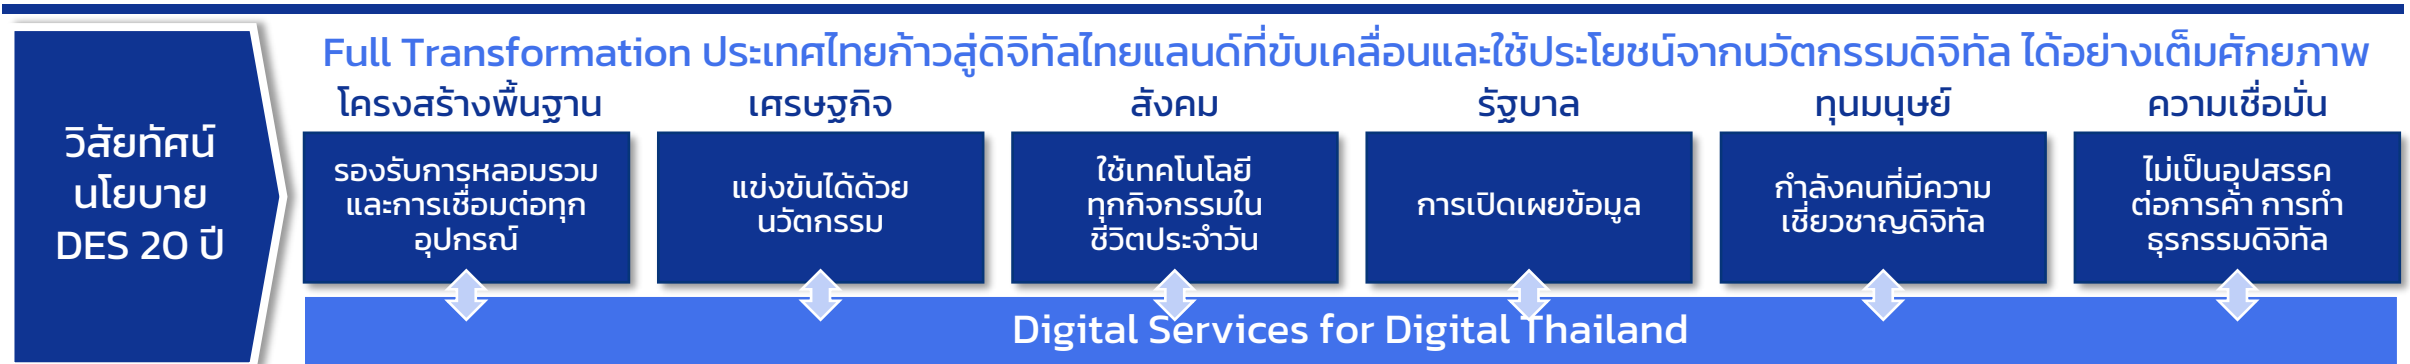 Full Transformation ประเทศไทยก้าวสู่ดิจิทัลไทยแลนด์ที่ขับเคลื่อนและใช้ประโยชน์จากนวัตกรรมดิจิทัล ได้อย่างเต็มศักยภาพ
วิสัยทัศน์
นโยบาย
DES 20 ปี
โครงสร้างพื้นฐาน
รองรับการหลอมรวม
และการเชื่อมต่อทุก
อุปกรณ์
เศรษฐกิจ
แข่งขันได้ด้วย
นวัตกรรม
สังคม
ใช้เทคโนโลยี
ทุกกิจกรรมใน
ชีวิตประจำวัน
รัฐบาล
การเปิดเผยข้อมูล
ทุนมนุษย์
กำลังคนที่มีความ
เชี่ยวชาญดิจิทัล
ความเชื่อมั่น
ไม่เป็นอุปสรรค
ต่อการค้า การทำ
ธุรกรรมดิจิทัล
Digital Services for Digital Thailand